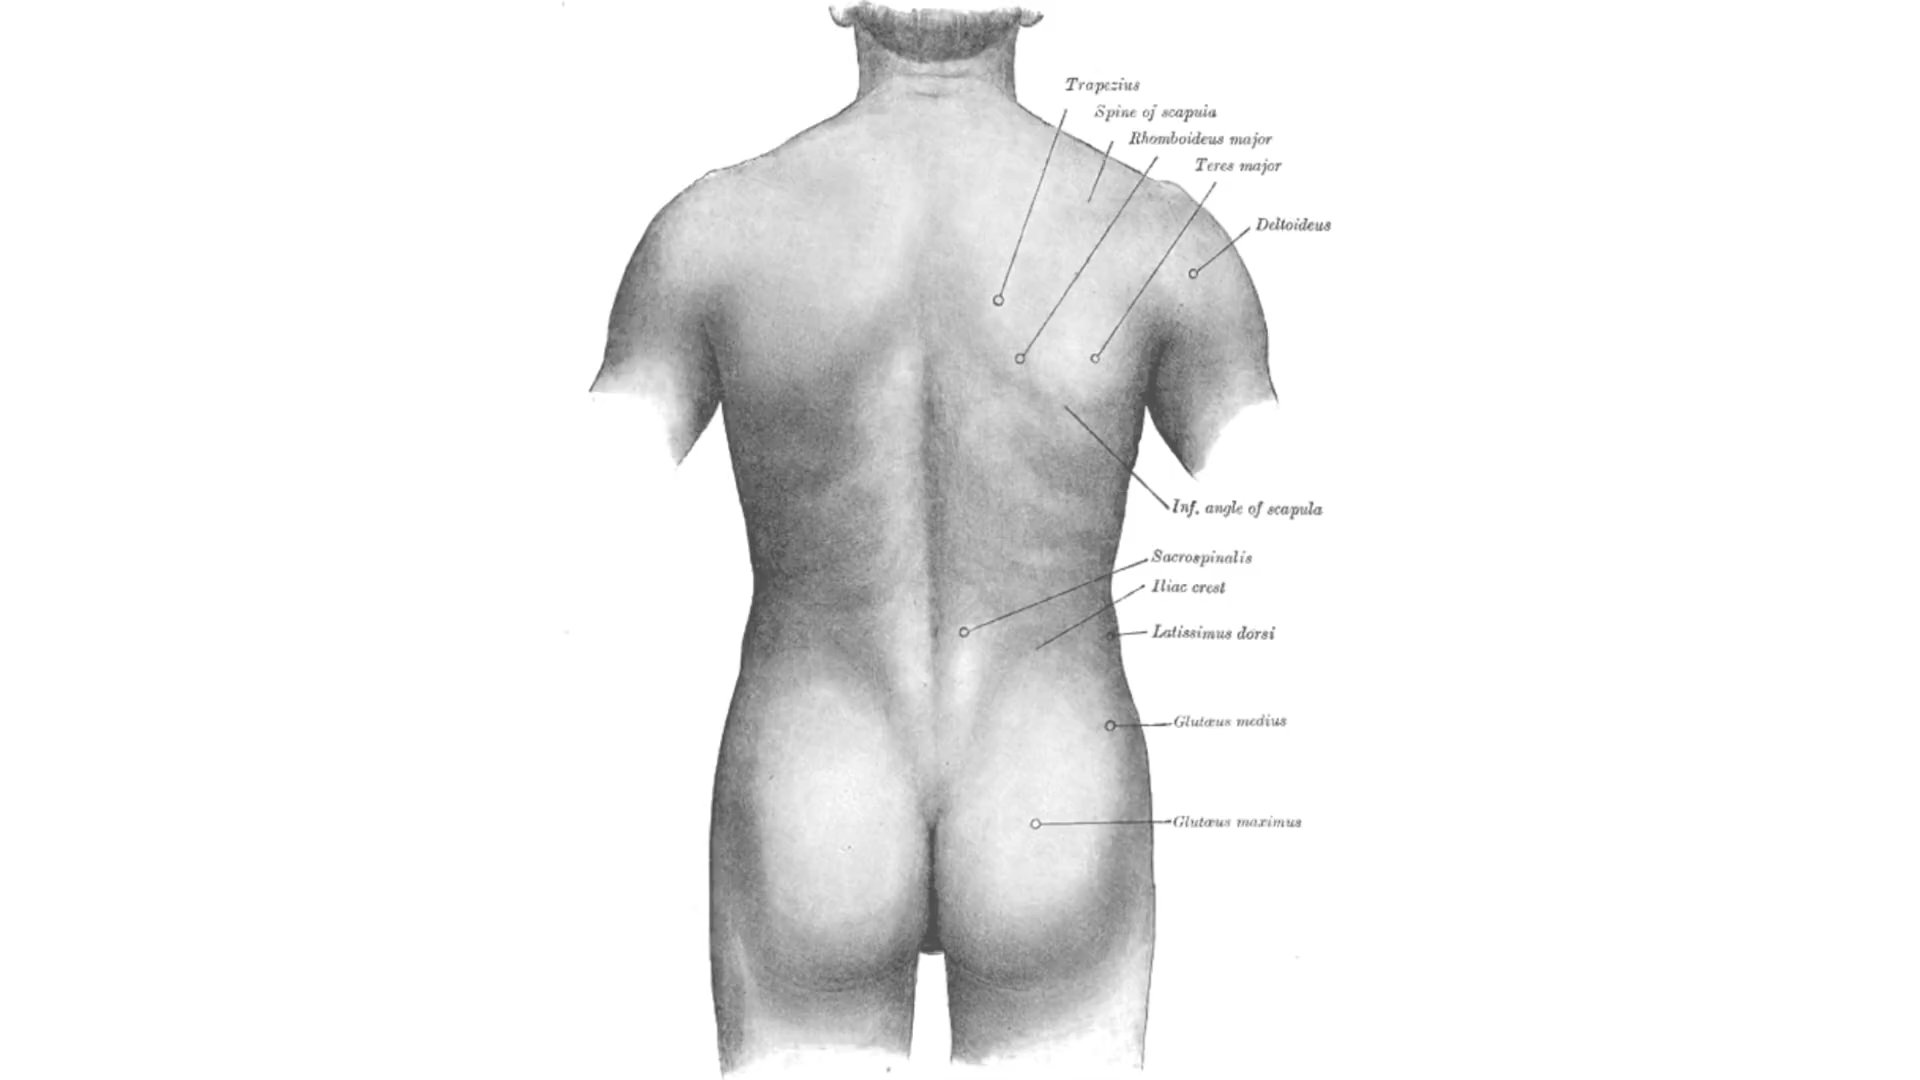 Trapezius
Spine of scapula
Rhomboideus major
Teres major
Deltoideus
Inf. angle of scapula
Sacrospinalis
Iliac crest
Latissimus dorsi
Glutæus medius
Glutæus maximus